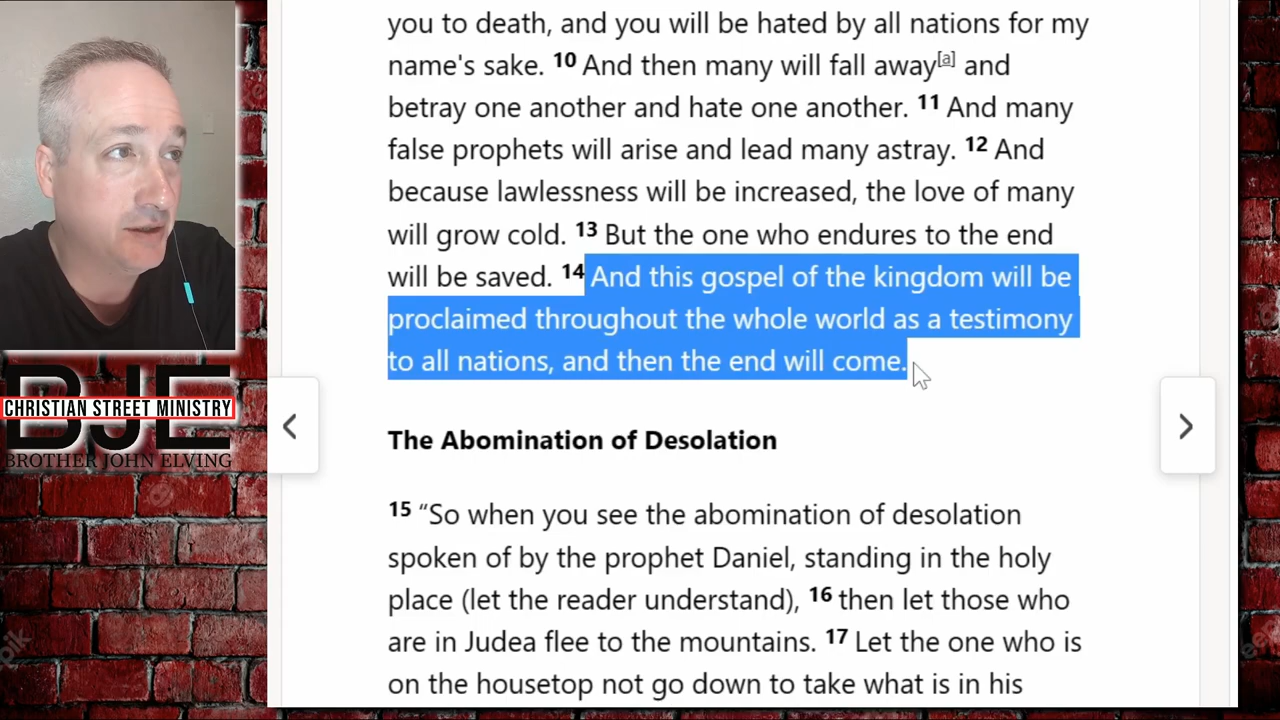 you to death, and you will be hated by all nations for my
name's sake. 10 And then many will fall away[a] and
betray one another and hate one another. 11 And many
false prophets will arise and lead many astray. 12 And
because lawlessness will be increased, the love of many
will grow cold. 13 But the one who endures to the end
will be saved. 14 And this gospel of the kingdom will be
proclaimed throughout the whole world as a testimony
to all nations, and then the end will come.
The Abomination of Desolation
15 “So when you see the abomination of desolation
spoken of by the prophet Daniel, standing in the holy
place (let the reader understand), 16 then let those who
are in Judea flee to the mountains. 17 Let the one who is
on the housetop not go down to take what is in his
BJE
CHRISTIAN STREET MINISTRY
BROTHER JOHN ELVING